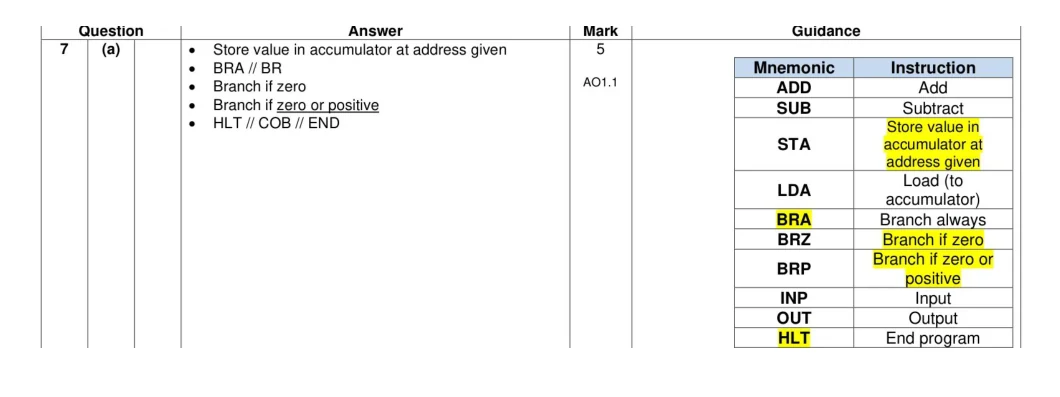 Question Answer Mark Guidance
7 (a)
• Store value in accumulator at address given
• BRA // BR
• Branch if zero
• Branch if zero or positive
• HLT // COB // END
5
AO1.1
Mnemonic Instruction
ADD Add
SUB Subtract
STA Store value in
accumulator at
address given
LDA Load (to
accumulator)
BRA Branch always
BRZ Branch if zero
BRP Branch if zero or
positive
INP Input
OUT Output
HLT End program